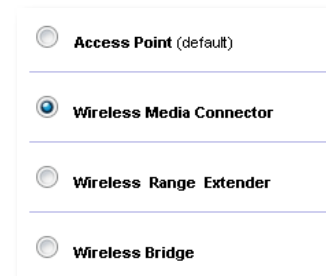 Access Point (default)
Wireless Media Connector
Wireless Range Extender
Wireless Bridge